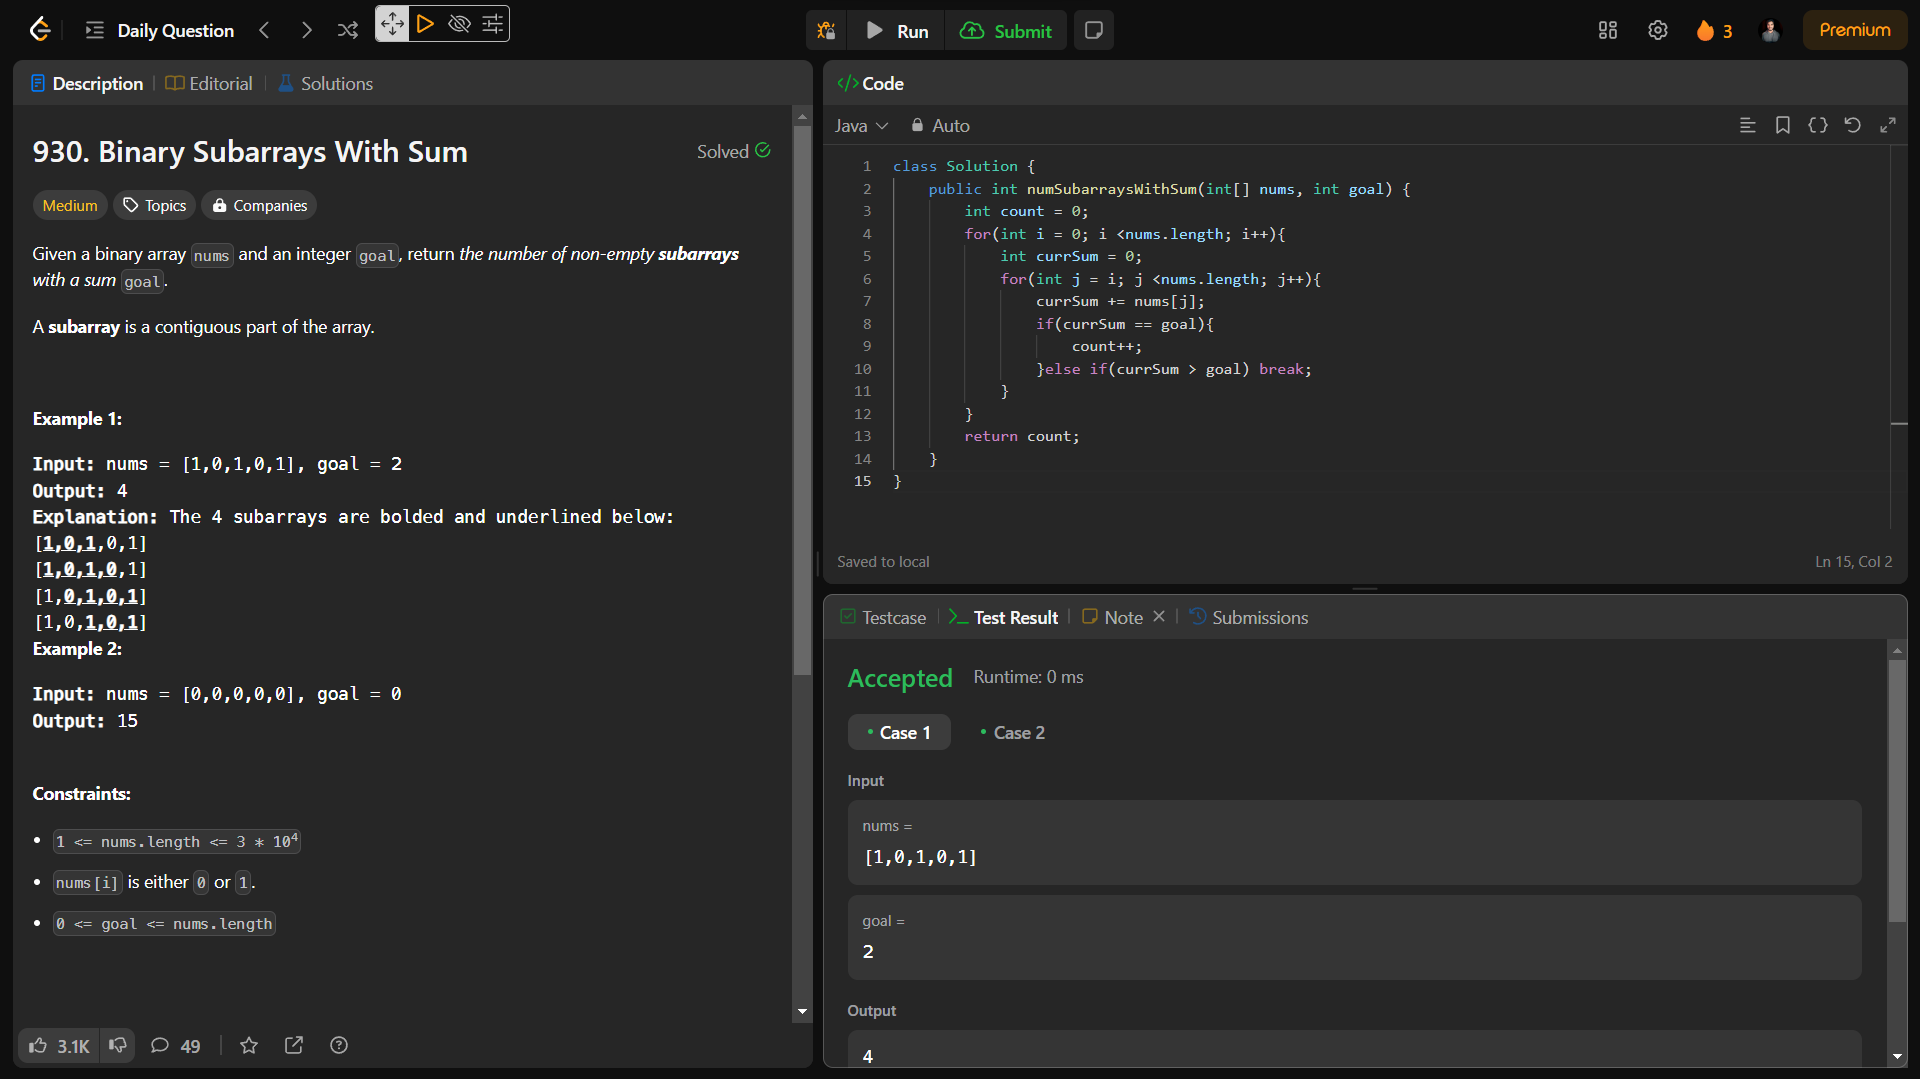 Daily Question
Run
Submit
3
Premium
Description
Editorial
Solutions
930. Binary Subarrays With Sum
Solved
Medium
Topics
Companies
Given a binary array nums and an integer goal, return the number of non-empty subarrays
with a sum goal.
A subarray is a contiguous part of the array.
Example 1:
Input: nums = [1,0,1,0,1], goal = 2
Output: 4
Explanation: The 4 subarrays are bolded and underlined below:
[1,0,1,0,1]
[1,0,1,0,1]
[1,0,1,0,1]
[1,0,1,0,1]
Example 2:
Input: nums = [0,0,0,0,0], goal = 0
Output: 15
Constraints:
• 1 <= nums.length <= 3 * 10⁴
• nums[i] is either 0 or 1.
• 0 <= goal <= nums.length
3.1K
49
</> Code
Java
Auto
1 class Solution {
2 public int numSubarraysWithSum(int[] nums, int goal) {
3 int count = 0;
4 for(int i = 0; i <nums.length; i++){
5 int currSum = 0;
6 for(int j = i; j <nums.length; j++){
7 currSum += nums[j];
8 if(currSum == goal){
9 count++;
10 }else if(currSum > goal) break;
11 }
12 }
13 return count;
14 }
15 }
Saved to local
Ln 15, Col 2
Testcase
Test Result
Note
Submissions
Accepted
Runtime: 0 ms
• Case 1
• Case 2
Input
nums =
[1,0,1,0,1]
goal =
2
Output
4